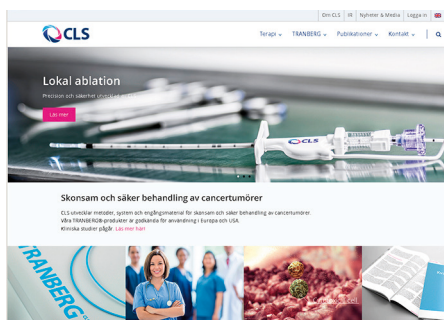 Om CLS
IR
Nyheter & Media
Logga in
CLS
Terapi
TRANBERG
Publikationer
Kontakt
Lokal ablation
Precision och säkerhet utvecklat
Läs mer
CLS
Skonsam och säker behandling av cancertumörer
CLS utvecklar metoder, system och engångsmaterial för skonsam och säker behandling av cancertumörer.
Våra TRANBERG®-produkter är godkända för användning i Europa och USA.
Kliniska studier pågår. Läs mer här!
TRANBERG
cell